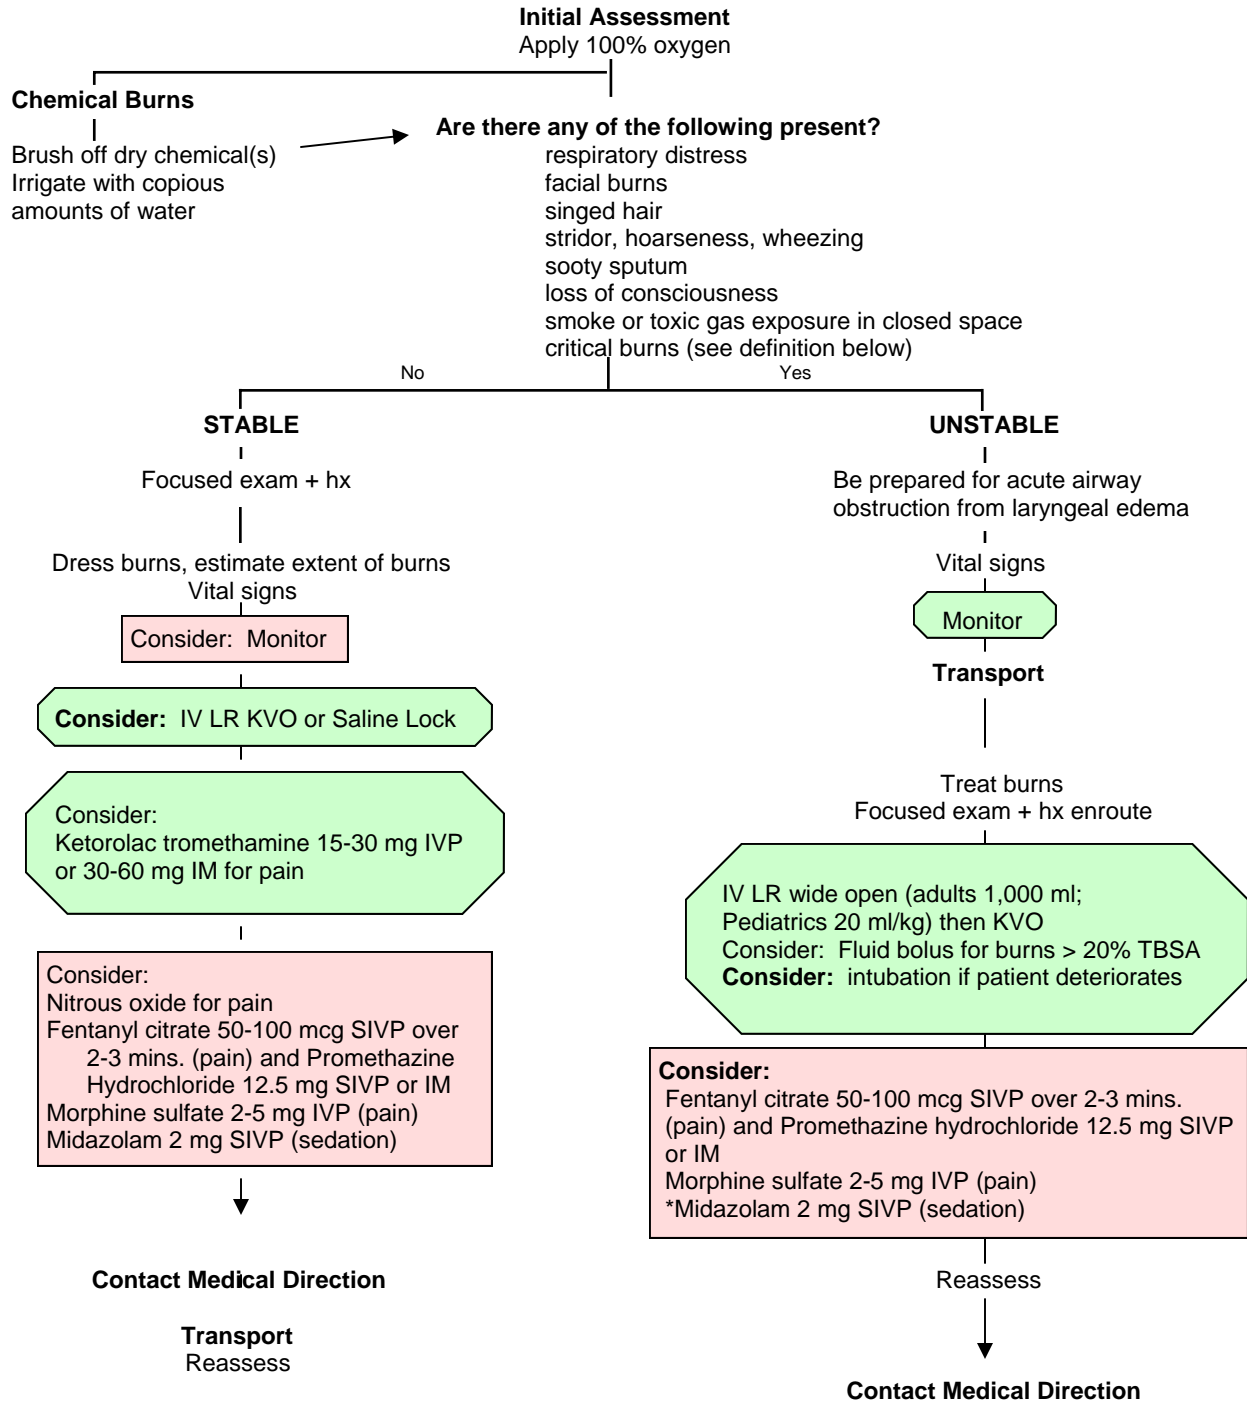 Initial Assessment
Apply 100% oxygen
Chemical Burns
Brush off dry chemical(s)
Irrigate with copious
amounts of water
Are there any of the following present?
respiratory distress
facial burns
singed hair
stridor, hoarseness, wheezing
sooty sputum
loss of consciousness
smoke or toxic gas exposure in closed space
critical burns (see definition below)
No
Yes
STABLE
Focused exam + hx
Dress burns, estimate extent of burns
Vital signs
Consider: Monitor
Consider: IV LR KVO or Saline Lock
Consider:
Ketorolac tromethamine 15-30 mg IVP
or 30-60 mg IM for pain
Consider:
Nitrous oxide for pain
Fentanyl citrate 50-100 mcg SIVP over
2-3 mins. (pain) and Promethazine
Hydrochloride 12.5 mg SIVP or IM
Morphine sulfate 2-5 mg IVP (pain)
Midazolam 2 mg SIVP (sedation)
Contact Medical Direction
Transport
Reassess
UNSTABLE
Be prepared for acute airway
obstruction from laryngeal edema
Vital signs
Monitor
Transport
Treat burns
Focused exam + hx enroute
IV LR wide open (adults 1,000 ml;
Pediatrics 20 ml/kg) then KVO
Consider: Fluid bolus for burns > 20% TBSA
Consider: intubation if patient deteriorates
Consider:
Fentanyl citrate 50-100 mcg SIVP over 2-3 mins.
(pain) and Promethazine hydrochloride 12.5 mg SIVP
or IM
Morphine sulfate 2-5 mg IVP (pain)
*Midazolam 2 mg SIVP (sedation)
Reassess
Contact Medical Direction